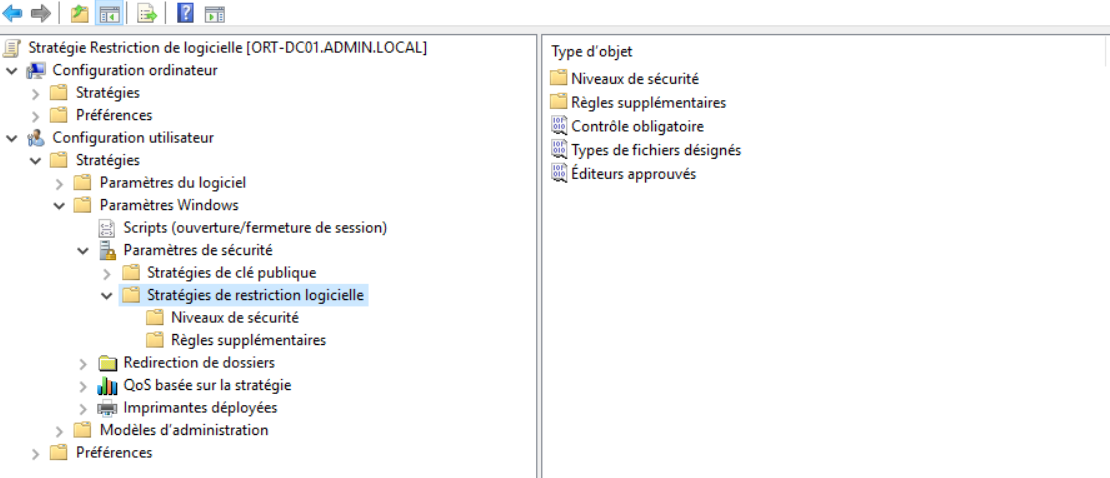 Stratégie Restriction de logicielle [ORT-DC01.ADMIN.LOCAL]
Configuration ordinateur
Stratégies
Préférences
Configuration utilisateur
Stratégies
Paramètres du logiciel
Paramètres Windows
Scripts (ouverture/fermeture de session)
Paramètres de sécurité
Stratégies de clé publique
Stratégies de restriction logicielle
Niveaux de sécurité
Règles supplémentaires
Redirection de dossiers
QoS basée sur la stratégie
Imprimantes déployées
Modèles d'administration
Préférences
Type d'objet
Niveaux de sécurité
Règles supplémentaires
Contrôle obligatoire
Types de fichiers désignés
Éditeurs approuvés